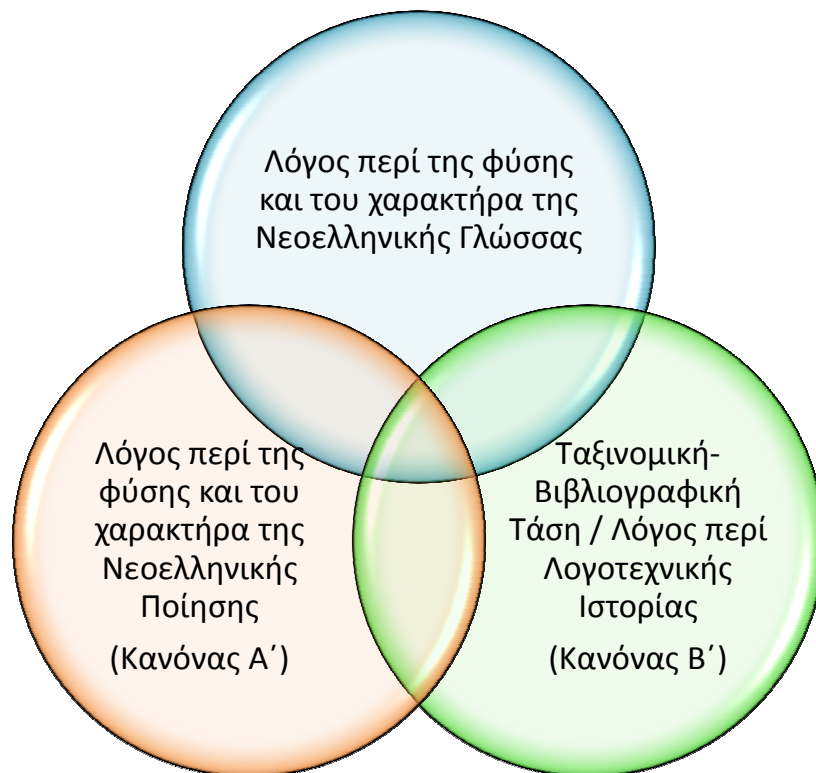 Λόγος περί της φύσης
και του χαρακτήρα της
Νεοελληνικής Γλώσσας
Λόγος περί της
φύσης και του
χαρακτήρα της
Νεοελληνικής
Ποίησης
(Κανόνας Α΄)
Ταξινομική-
Βιβλιογραφική
Τάση / Λόγος περί
Λογοτεχνικής
Ιστορίας
(Κανόνας Β΄)